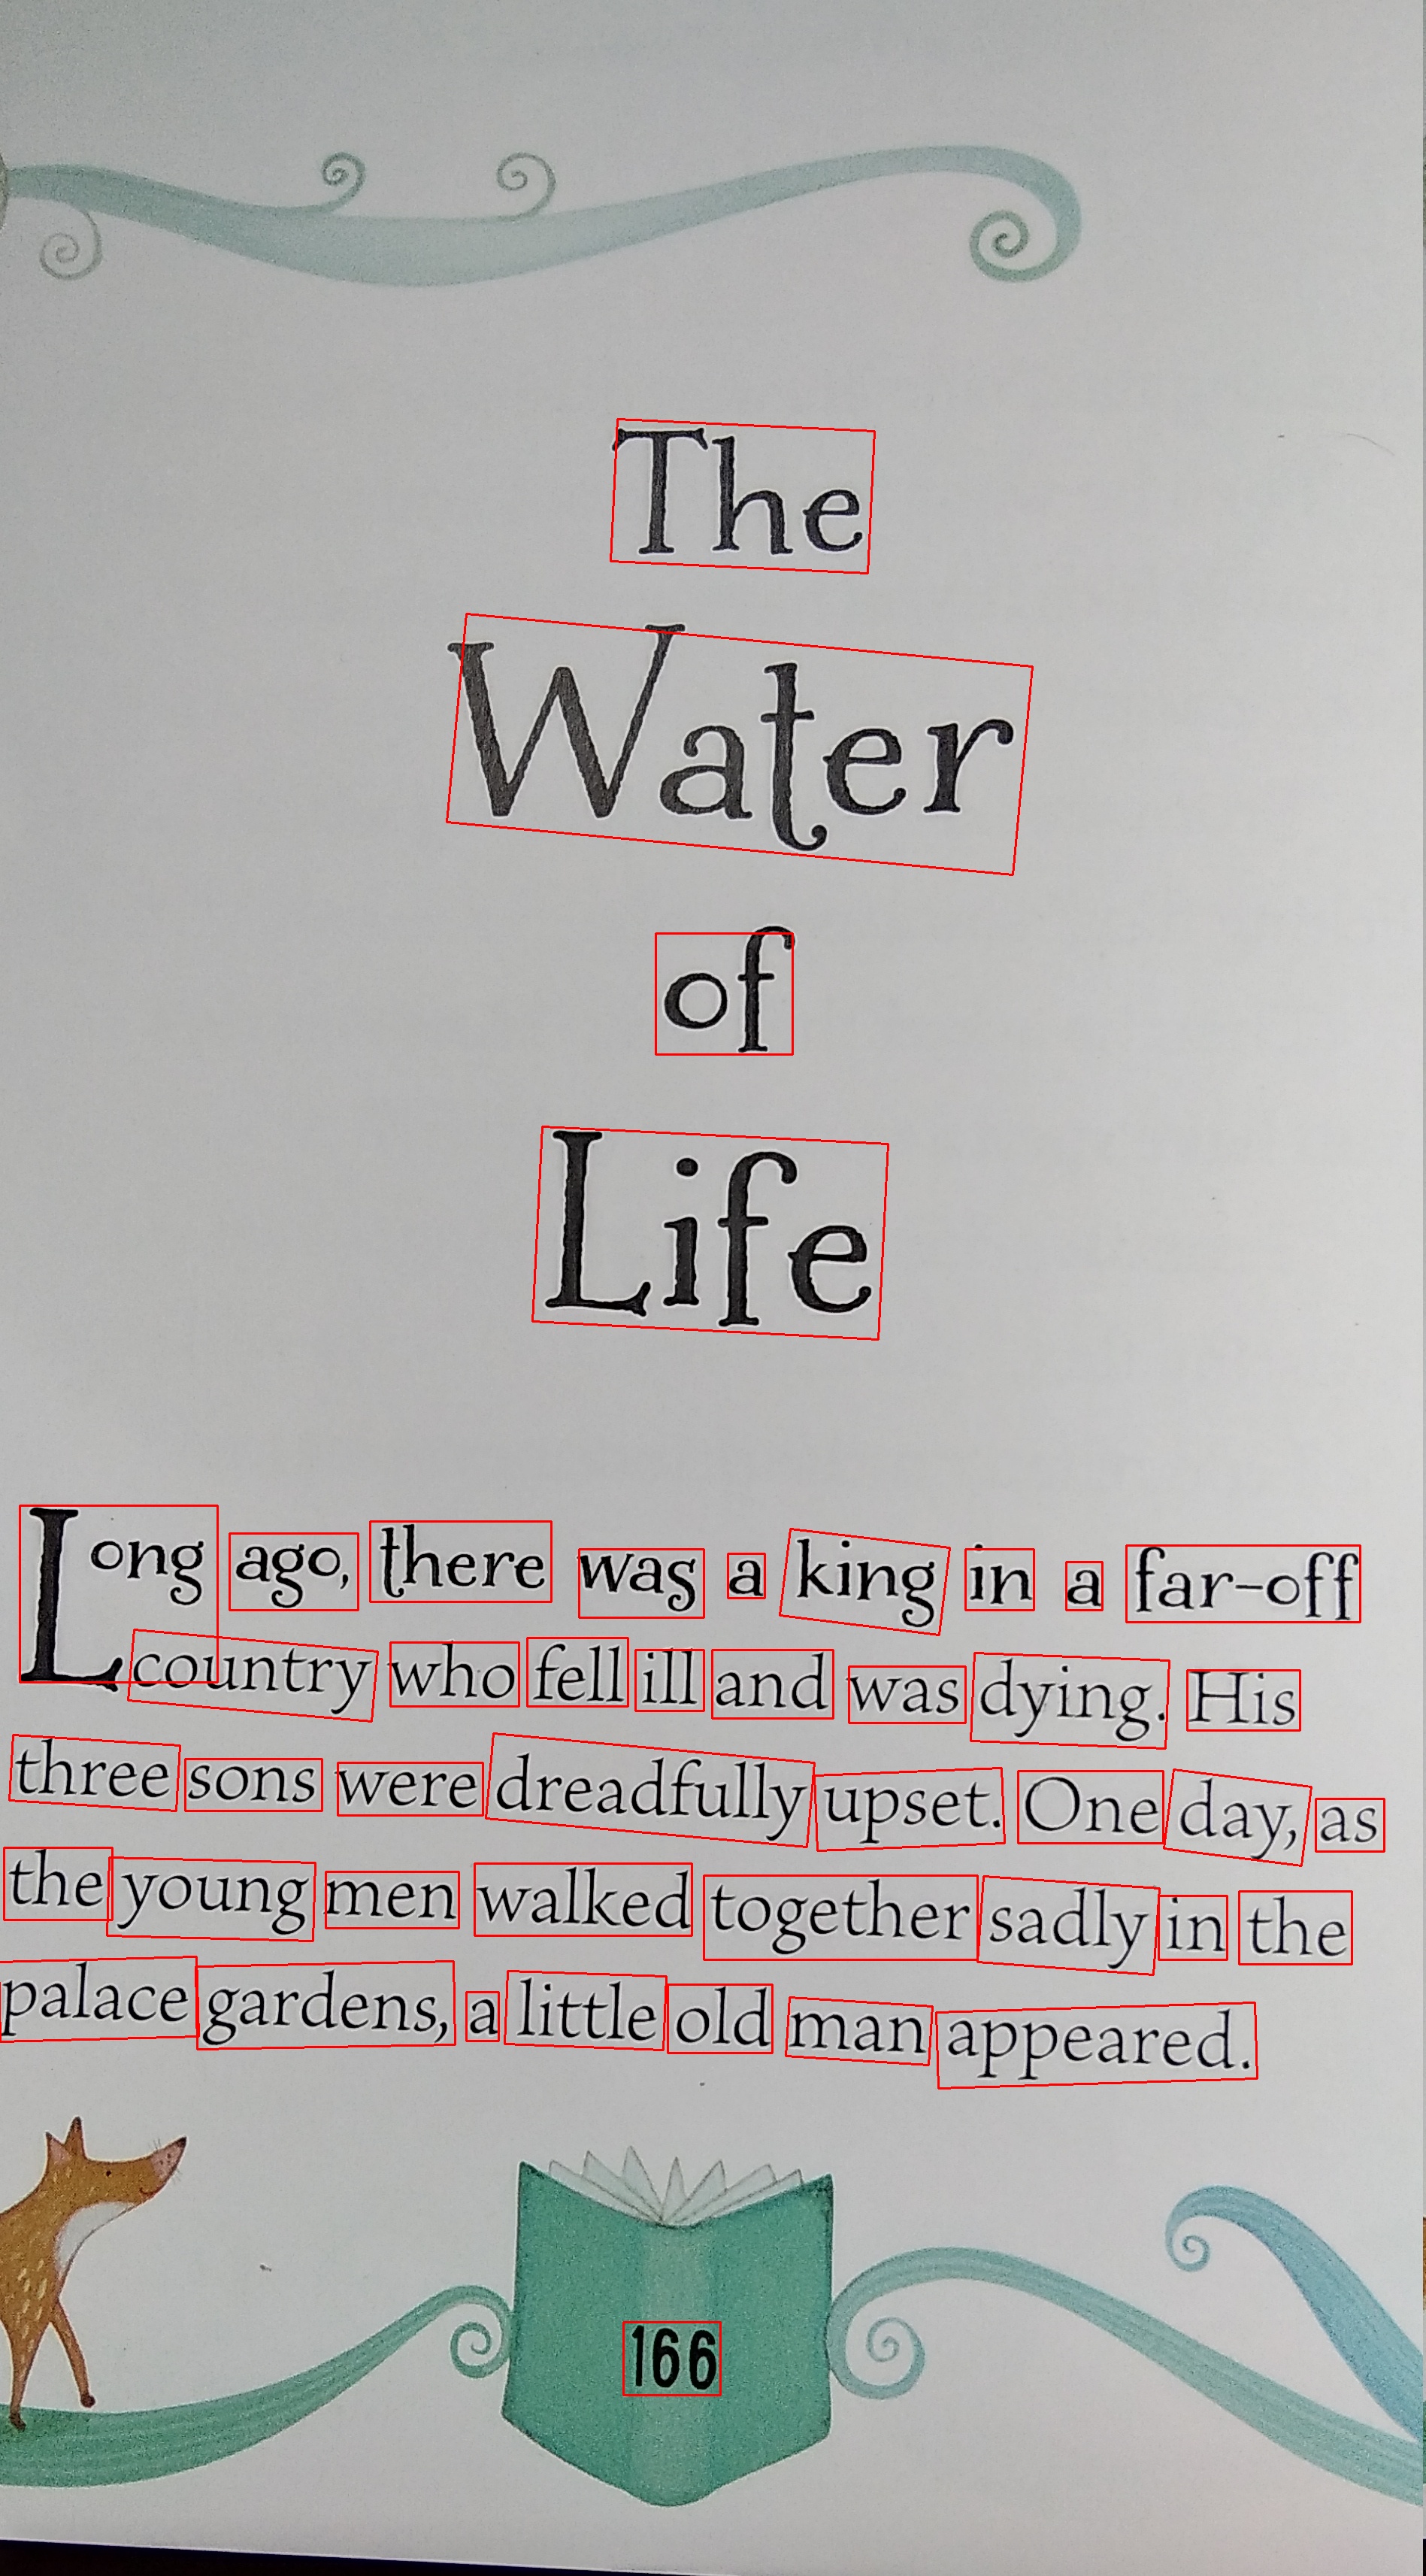 The
Water
of
Life
Long ago, there was a king in a far-off
country who fell ill and was dying. His
three sons were dreadfully upset. One day, as
the young men walked together sadly in the
palace gardens, a little old man appeared.
166